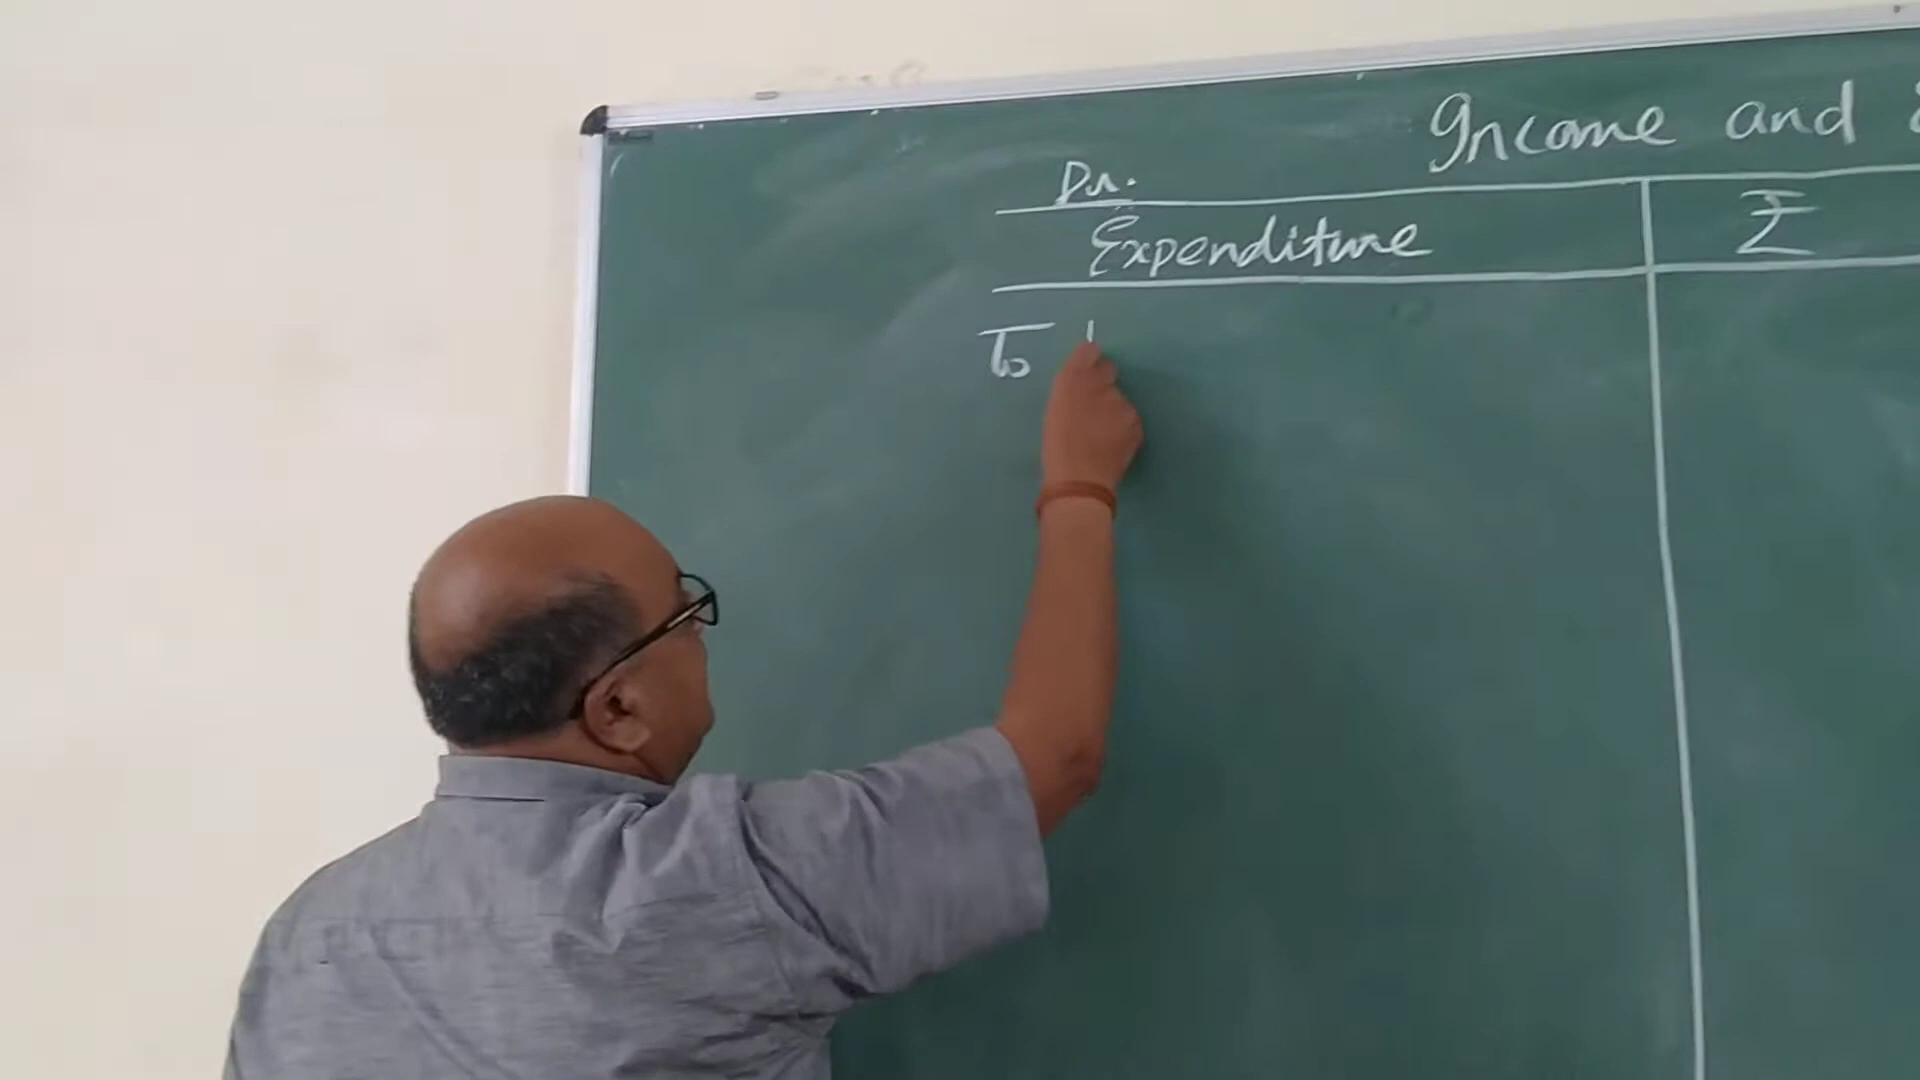 Income and
Dr.
Expenditure ₹
To